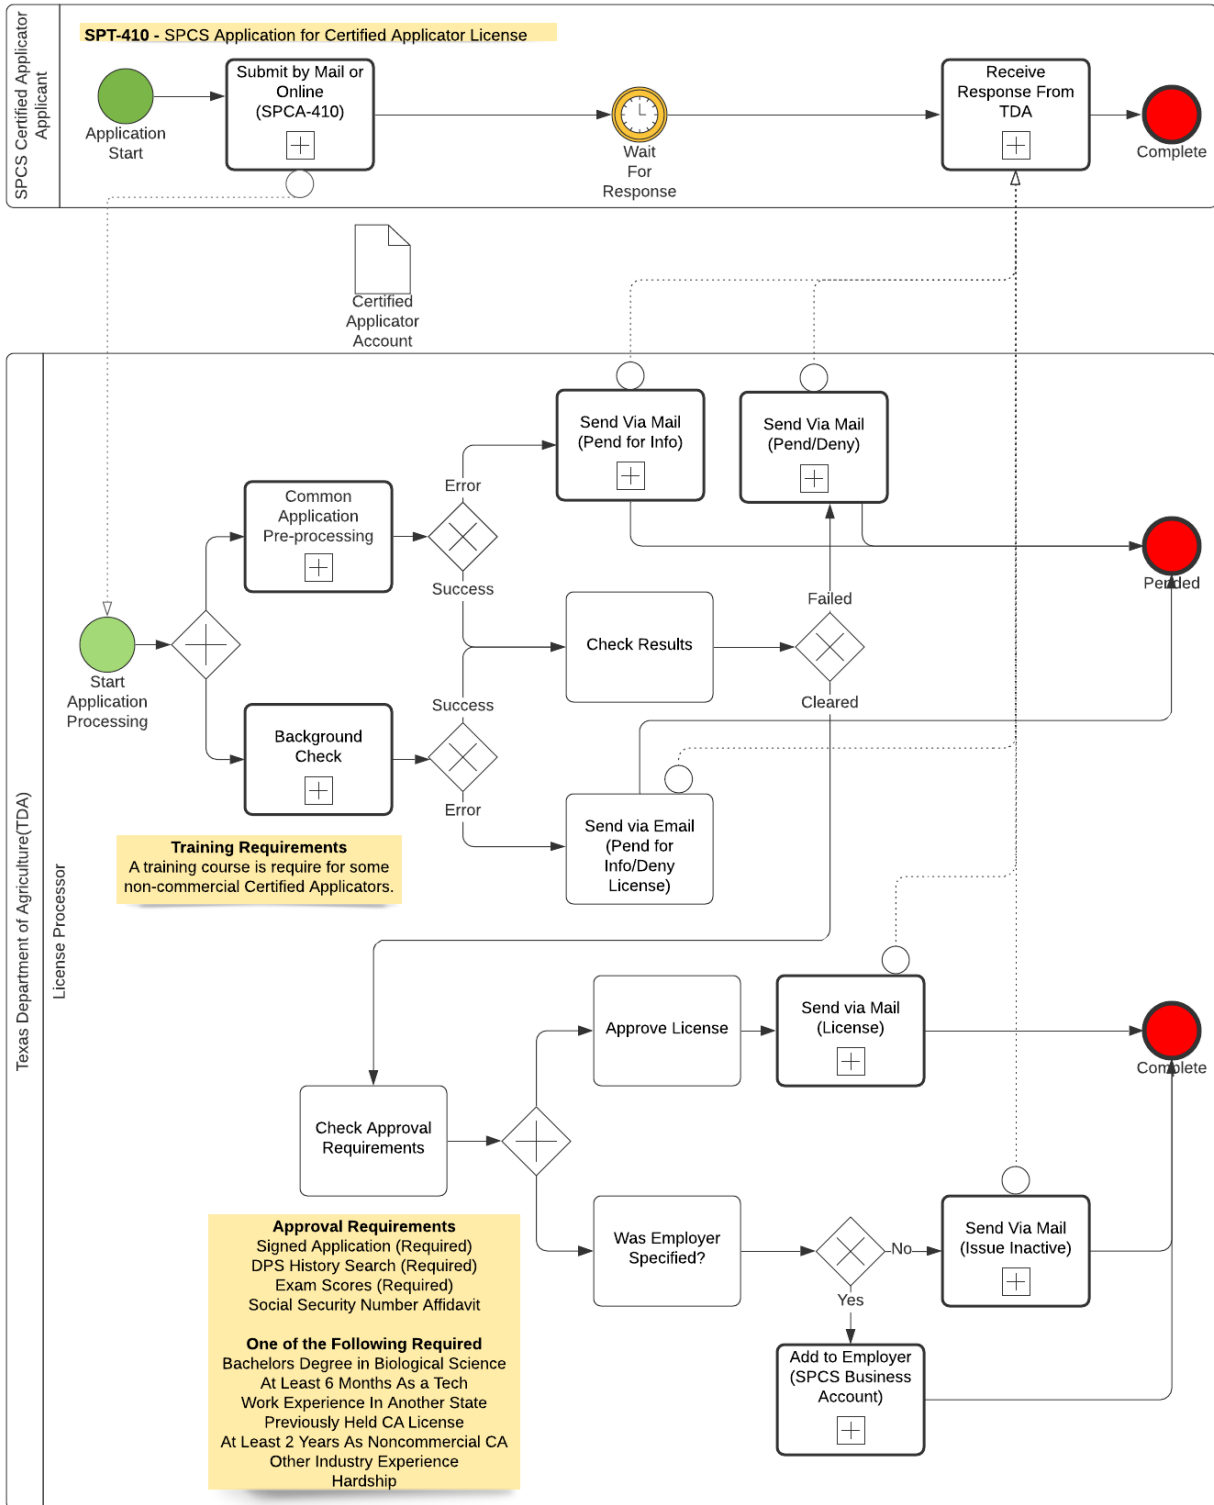 SPCS Certified Applicator
Applicant
SPT-410 - SPCS Application for Certified Applicator License
Application
Start
Submit by Mail or
Online
(SPCA-410)
Wait
For
Response
Receive
Response From
TDA
Complete
Certified
Applicator
Account
Texas Department of Agriculture(TDA)
License Processor
Send Via Mail
(Pend for Info)
Send Via Mail
(Pend/Deny)
Error
Common
Application
Pre-processing
Success
Pended
Failed
Check Results
Start
Application
Processing
Cleared
Success
Background
Check
Error
Send via Email
(Pend for
Info/Deny
License)
Training Requirements
A training course is require for some
non-commercial Certified Applicators.
Approve License
Send via Mail
(License)
Complete
Check Approval
Requirements
Was Employer
Specified?
No
Send Via Mail
(Issue Inactive)
Yes
Add to Employer
(SPCS Business
Account)
Approval Requirements
Signed Application (Required)
DPS History Search (Required)
Exam Scores (Required)
Social Security Number Affidavit
One of the Following Required
Bachelors Degree in Biological Science
At Least 6 Months As a Tech
Work Experience In Another State
Previously Held CA License
At Least 2 Years As Noncommercial CA
Other Industry Experience
Hardship